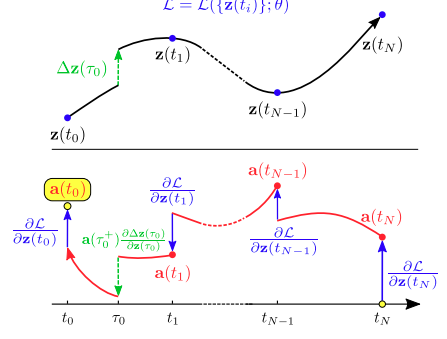 ℒ = ℒ({z(tᵢ)}; θ)
Δz(τ₀)
z(t₁)
z(t_N)
z(t_{N−1})
z(t₀)
a(t_{N−1})
a(t₀)
∂ℒ/∂z(t₁)
a(t_N)
∂ℒ/∂z(t₀)
a(τ₀⁺) ∂Δz(τ₀)/∂z(τ₀)
∂ℒ/∂z(t_{N−1})
a(t₁)
∂ℒ/∂z(t_N)
t₀ τ₀ t₁ t_{N−1} t_N